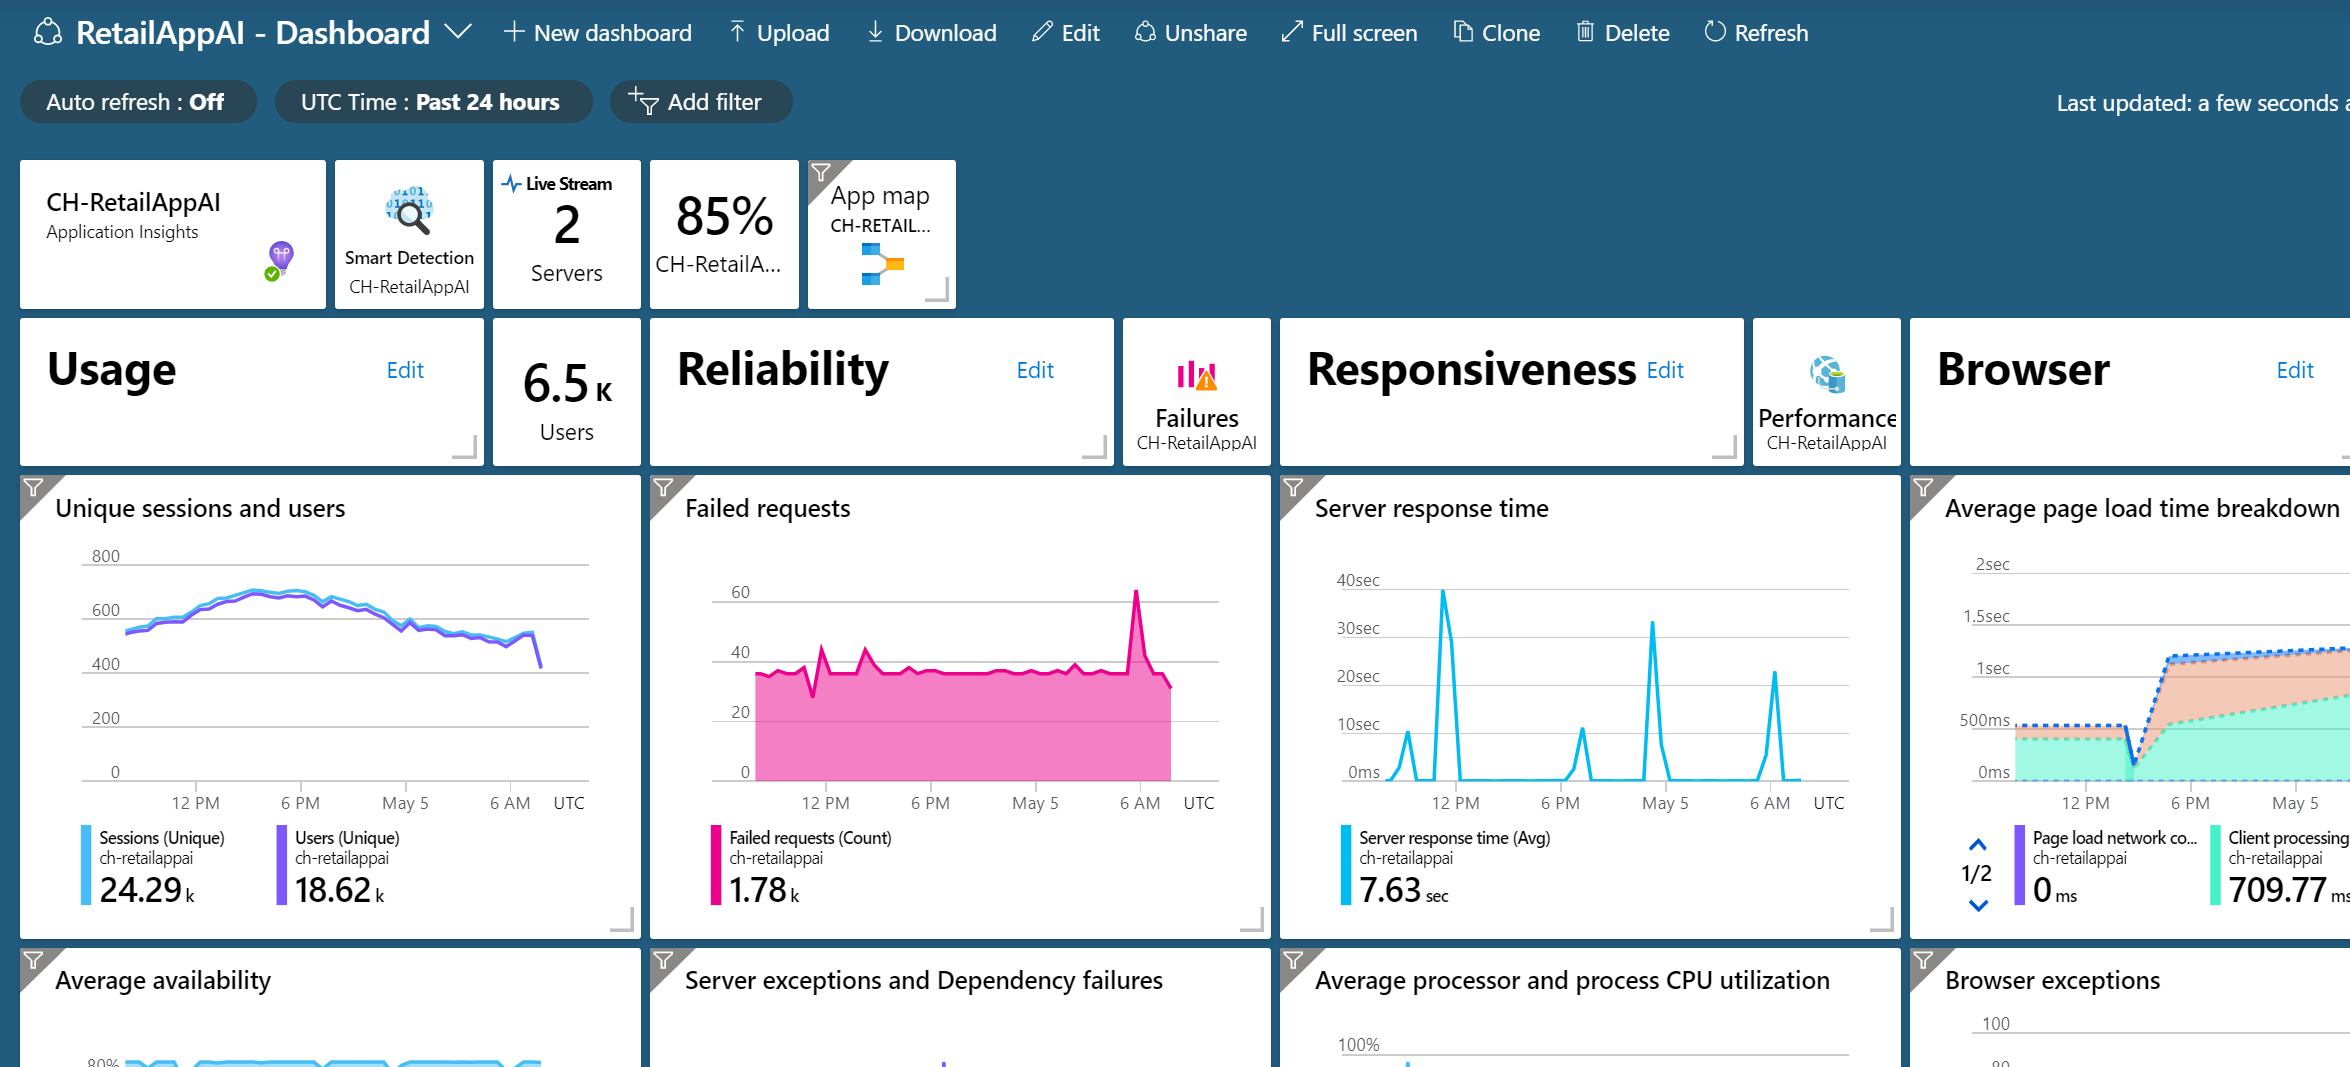 RetailAppAI - Dashboard
New dashboard
Upload
Download
Edit
Unshare
Full screen
Clone
Delete
Refresh
Auto refresh : Off
UTC Time : Past 24 hours
Add filter
Last updated: a few seconds a
CH-RetailAppAI
Application Insights
Smart Detection
CH-RetailAppAI
Live Stream
2
Servers
85%
CH-RetailA...
App map
CH-RETAIL...
Usage
Edit
6.5 K
Users
Reliability
Edit
Failures
CH-RetailAppAI
Responsiveness
Edit
Performance
CH-RetailAppAI
Browser
Edit
Unique sessions and users
800
600
400
200
0
12 PM
6 PM
May 5
6 AM
UTC
Sessions (Unique)
ch-retailappai
24.29 k
Users (Unique)
ch-retailappai
18.62 k
Failed requests
60
40
20
0
12 PM
6 PM
May 5
6 AM
UTC
Failed requests (Count)
ch-retailappai
1.78 k
Server response time
40sec
30sec
20sec
10sec
0ms
12 PM
6 PM
May 5
6 AM
UTC
Server response time (Avg)
ch-retailappai
7.63 sec
Average page load time breakdown
2sec
1.5sec
1sec
500ms
0ms
12 PM
6 PM
May 5
1/2
Page load network co...
ch-retailappai
0 ms
Client processing
ch-retailappai
709.77 ms
Average availability
80%
Server exceptions and Dependency failures
Average processor and process CPU utilization
100%
Browser exceptions
100
80